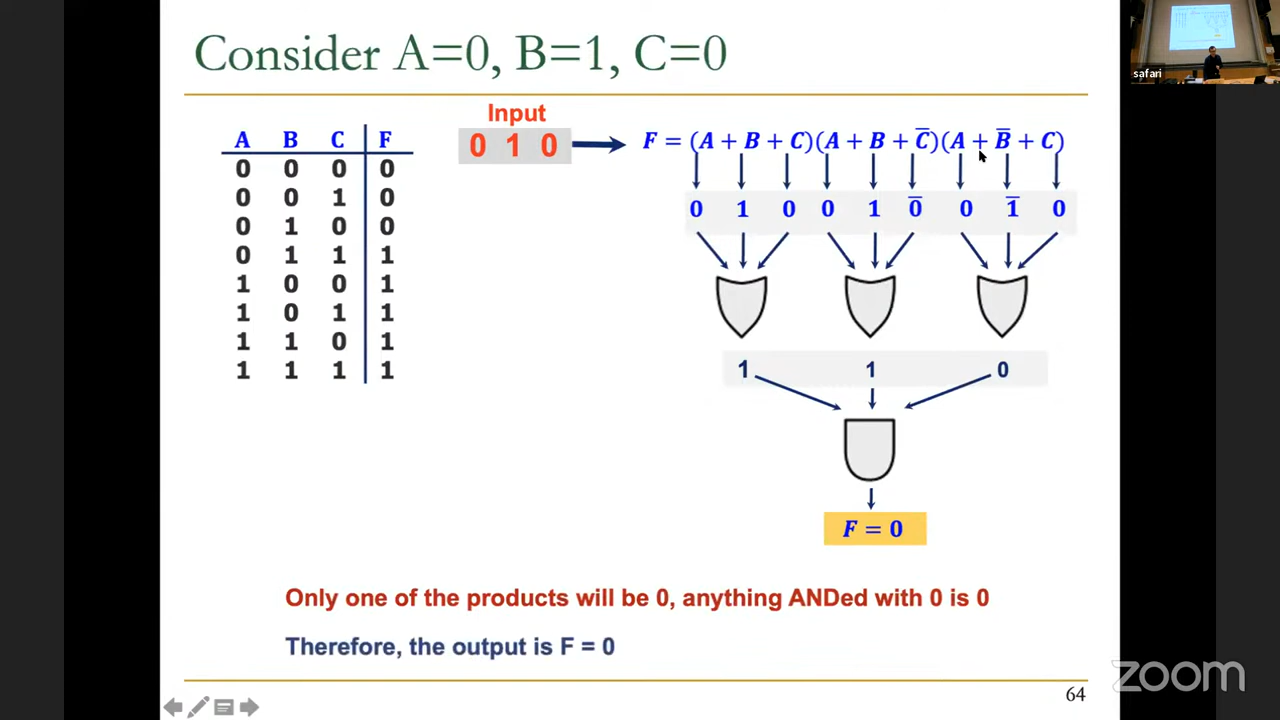 Consider A=0, B=1, C=0
safari
Input
0 1 0
F = (A + B + C)(A + B + C̅)(A + B̅ + C)
A B C F
0 0 0 0
0 0 1 0
0 1 0 0
0 1 1 1
1 0 0 1
1 0 1 1
1 1 0 1
1 1 1 1
0 1 0 0 1 0̅ 0 1̅ 0
1 1 0
F = 0
Only one of the products will be 0, anything ANDed with 0 is 0
Therefore, the output is F = 0
64
zoom